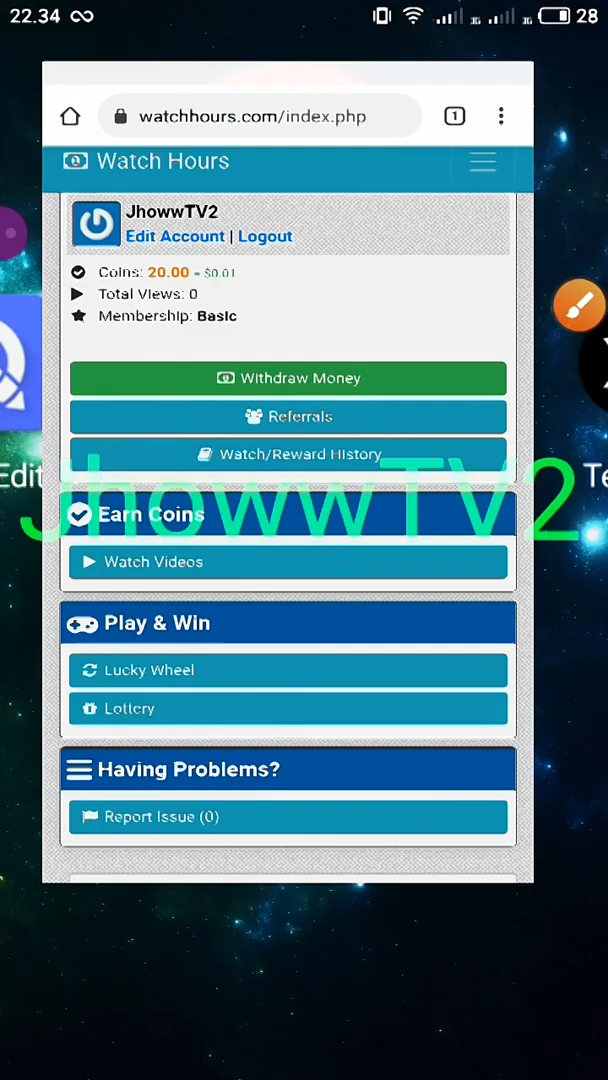 22.34
28
watchhours.com/index.php
1
Watch Hours
JhowwTV2
Edit Account | Logout
Coins: 20.00 = $0.01
Total Views: 0
Membership: Basic
Withdraw Money
Referrals
Watch/Reward History
Edit
JhowwTV2
Te
Earn Coins
Watch Videos
Play & Win
Lucky Wheel
Lottery
Having Problems?
Report Issue (0)